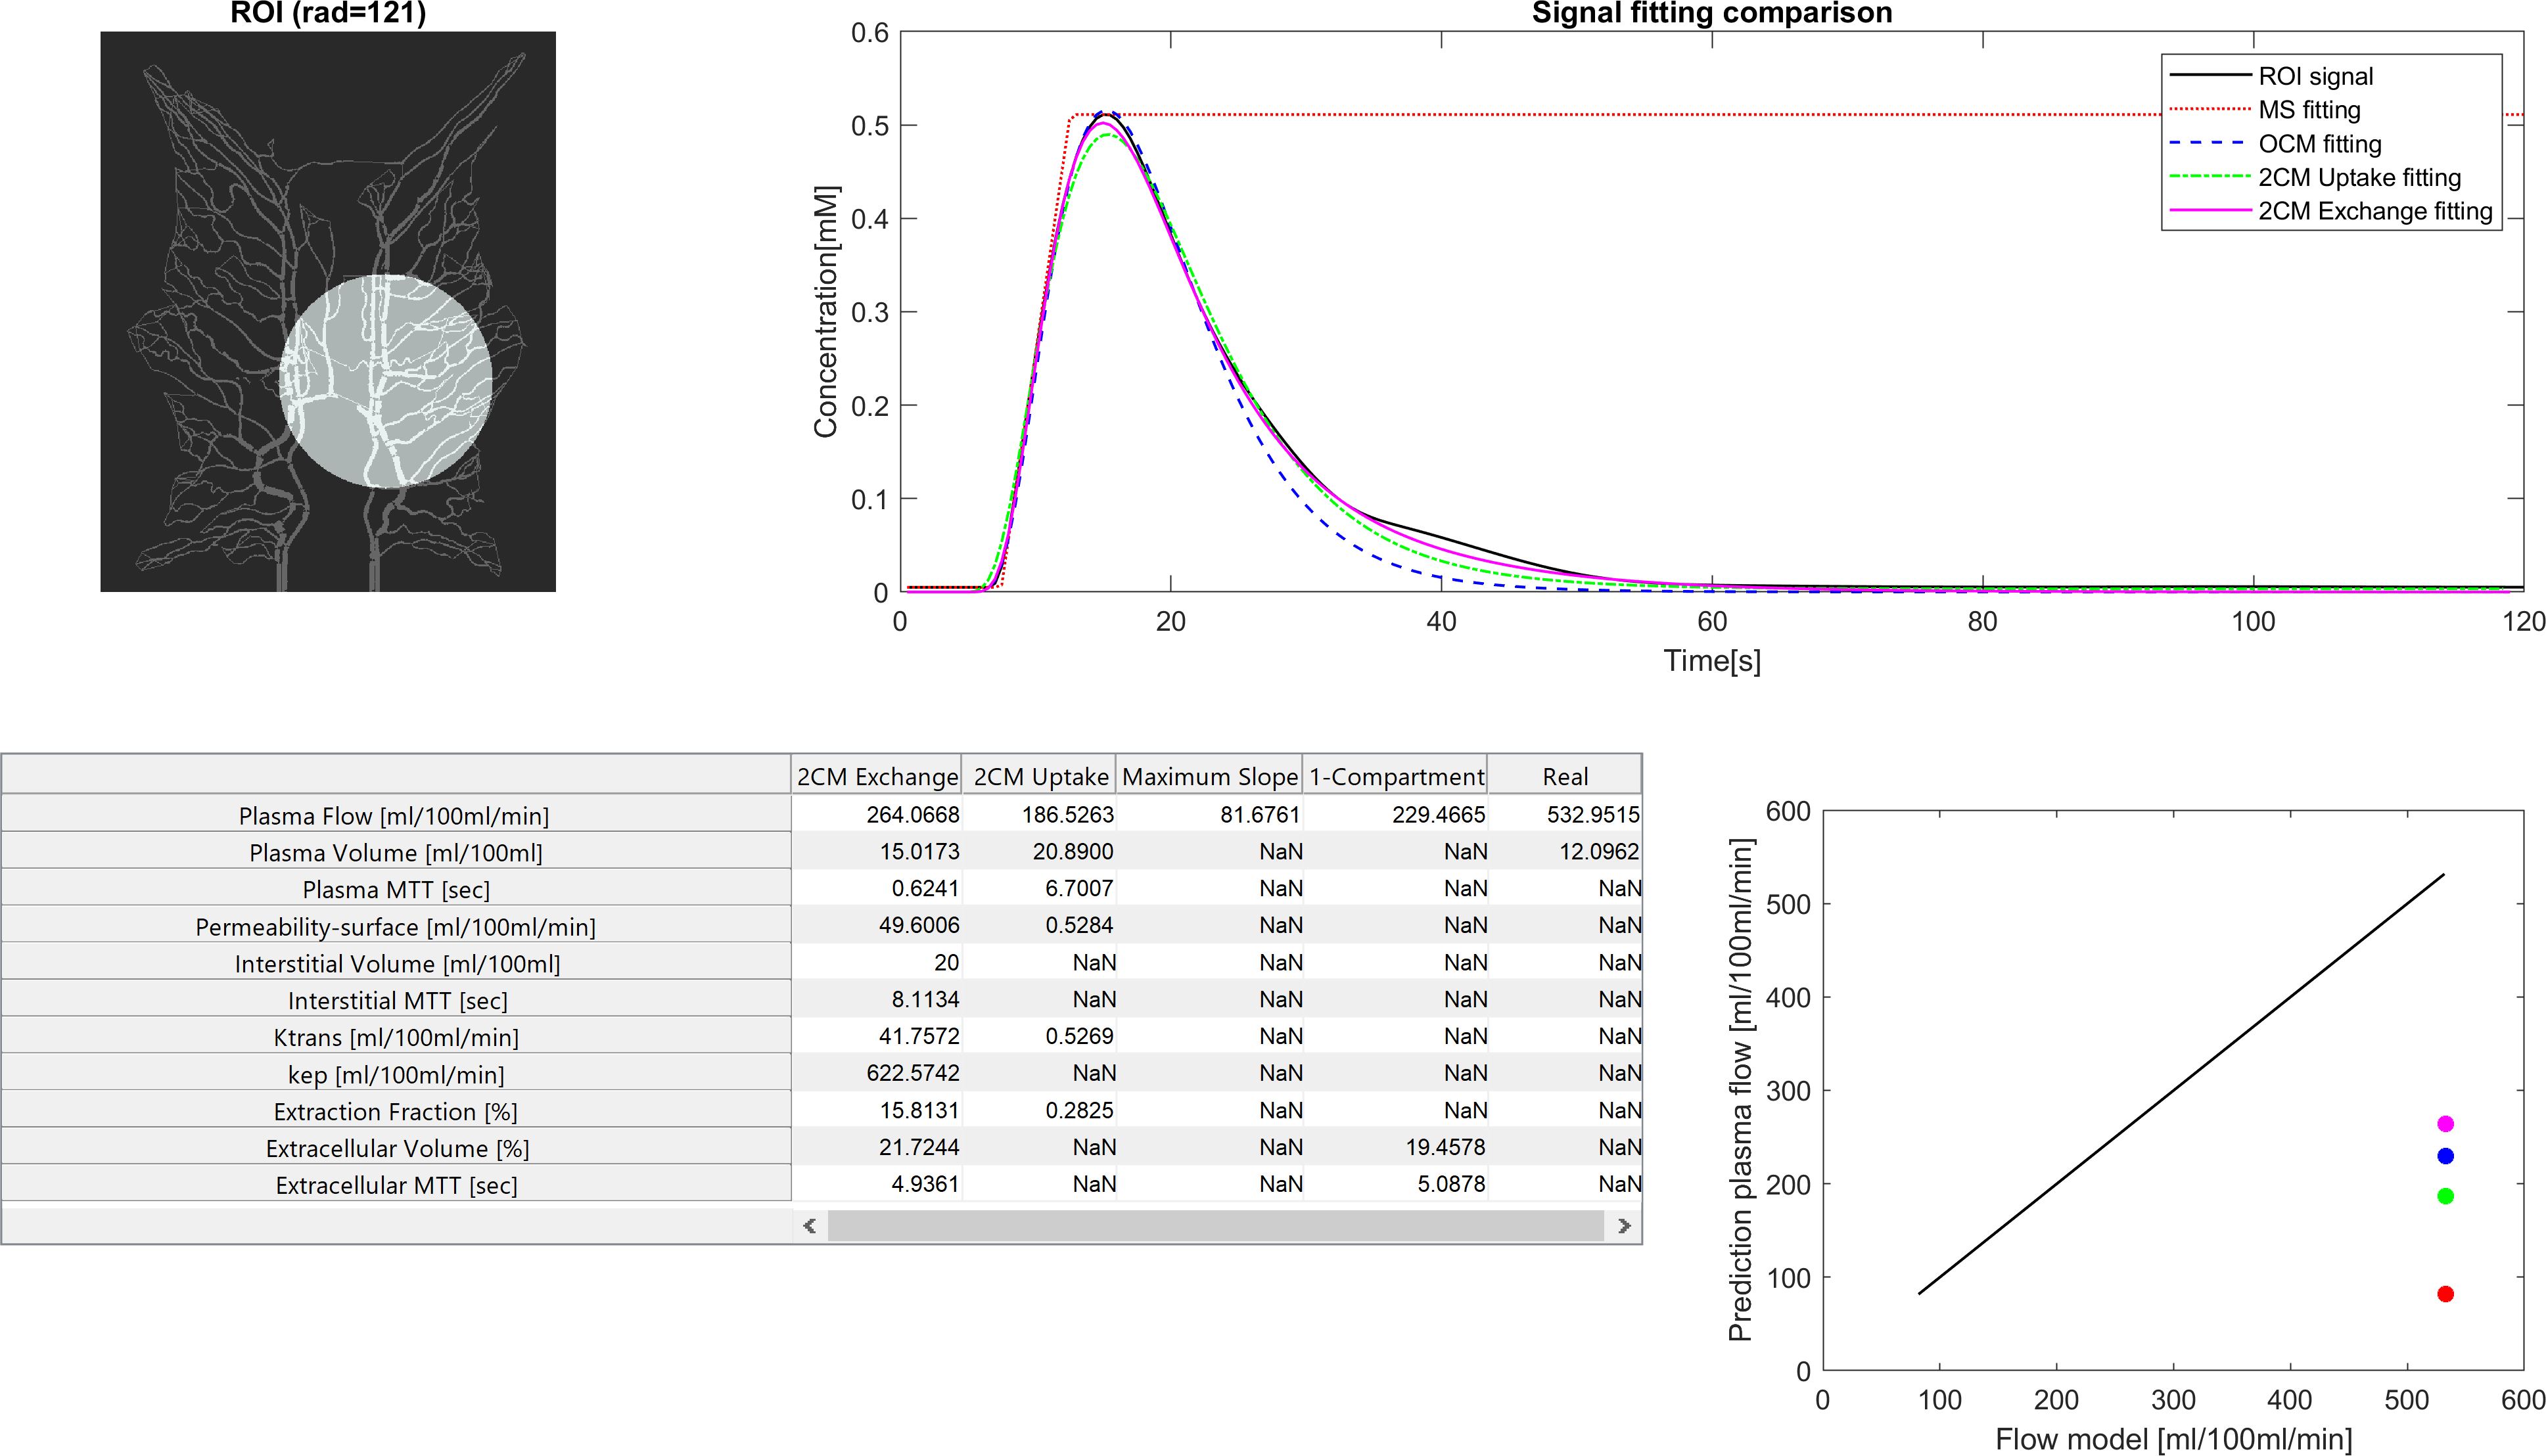 ROI (rad=121)
Signal fitting comparison
0.6
0.5
0.4
0.3
0.2
0.1
0
Concentration[mM]
0 20 40 60 80 100 120
Time[s]
ROI signal
MS fitting
OCM fitting
2CM Uptake fitting
2CM Exchange fitting
2CM Exchange 2CM Uptake Maximum Slope 1-Compartment Real
Plasma Flow [ml/100ml/min] 264.0668 186.5263 81.6761 229.4665 532.9515
Plasma Volume [ml/100ml] 15.0173 20.8900 NaN NaN 12.0962
Plasma MTT [sec] 0.6241 6.7007 NaN NaN NaN
Permeability-surface [ml/100ml/min] 49.6006 0.5284 NaN NaN NaN
Interstitial Volume [ml/100ml] 20 NaN NaN NaN NaN
Interstitial MTT [sec] 8.1134 NaN NaN NaN NaN
Ktrans [ml/100ml/min] 41.7572 0.5269 NaN NaN NaN
kep [ml/100ml/min] 622.5742 NaN NaN NaN NaN
Extraction Fraction [%] 15.8131 0.2825 NaN NaN NaN
Extracellular Volume [%] 21.7244 NaN NaN 19.4578 NaN
Extracellular MTT [sec] 4.9361 NaN NaN 5.0878 NaN
600
500
400
300
200
100
0
Prediction plasma flow [ml/100ml/min]
0 100 200 300 400 500 600
Flow model [ml/100ml/min]